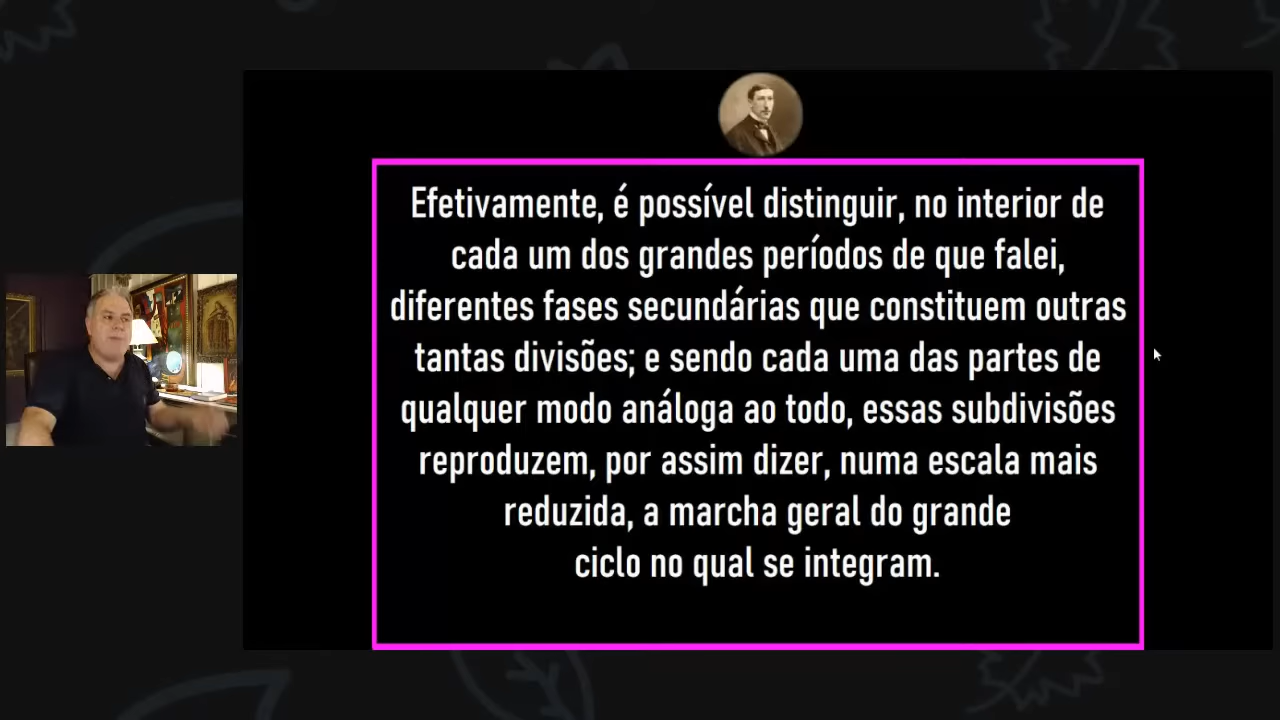 Efetivamente, é possível distinguir, no interior de
cada um dos grandes períodos de que falei,
diferentes fases secundárias que constituem outras
tantas divisões; e sendo cada uma das partes de
qualquer modo análoga ao todo, essas subdivisões
reproduzem, por assim dizer, numa escala mais
reduzida, a marcha geral do grande
ciclo no qual se integram.